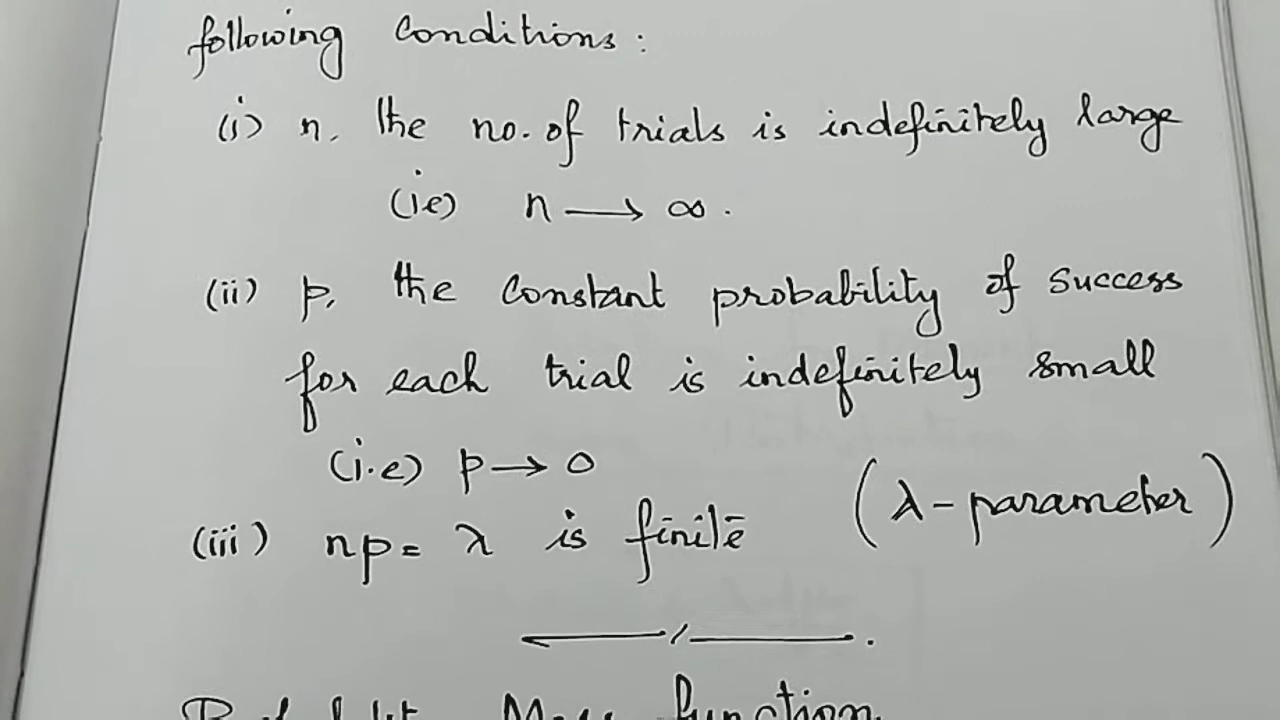 following conditions:
(i) n, the no. of trials is indefinitely large
(ie) n → ∞.
(ii) p, the constant probability of success
for each trial is indefinitely small
(i.e) p → 0
(iii) np = λ is finite (λ - parameter)
function